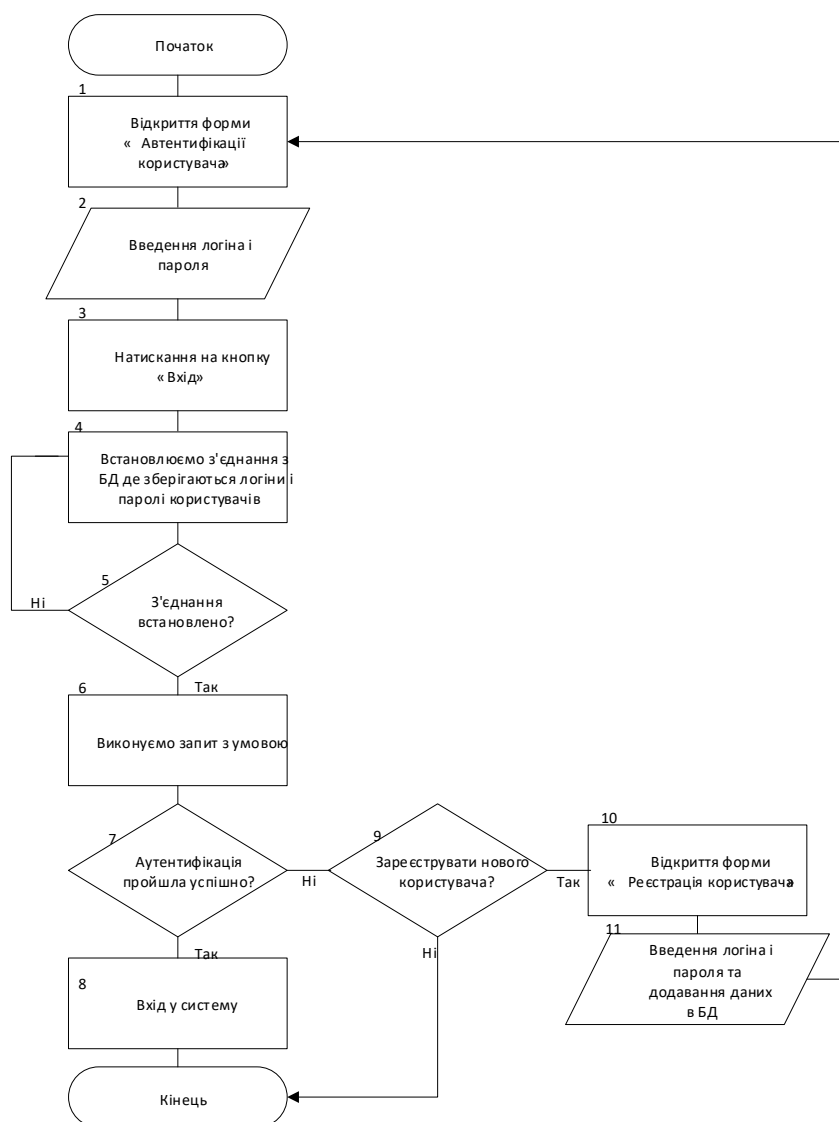 Початок
1
Відкриття форми
« Автентифікації
користувача»
2
Введення логіна і
пароля
3
Натискання на кнопку
«Вхід»
4
Встановлюємо з'єднання з
БД де зберігаються логіни і
паролі користувачів
5
З'єднання
встановлено?
Ні
Так
6
Виконуємо запит з умовою
7
Аутентифікація
пройшла успішно?
Ні
9
Зареєструвати нового
користувача?
Так
10
Відкриття форми
« Реєстрація користувача»
11
Введення логіна і
пароля та
додавання даних
в БД
Так
Ні
8
Вхід у систему
Кінець